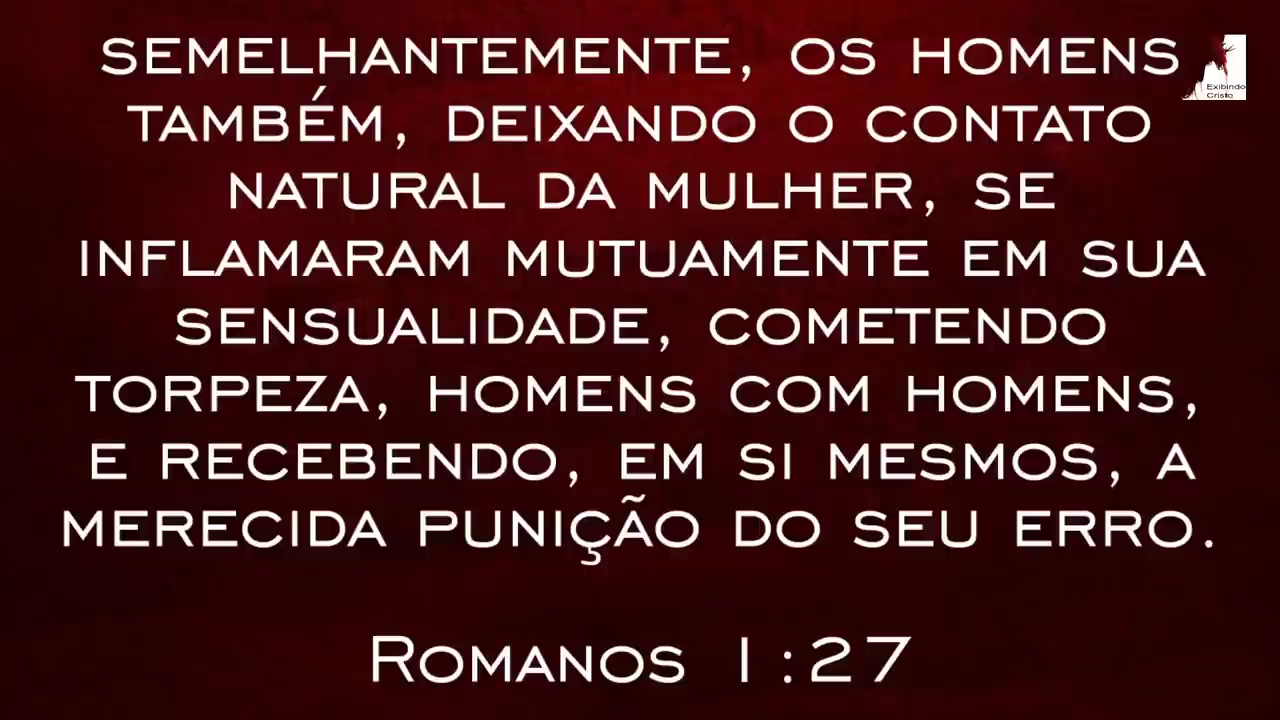 SEMELHANTEMENTE, OS HOMENS
TAMBÉM, DEIXANDO O CONTATO
NATURAL DA MULHER, SE
INFLAMARAM MUTUAMENTE EM SUA
SENSUALIDADE, COMETENDO
TORPEZA, HOMENS COM HOMENS,
E RECEBENDO, EM SI MESMOS, A
MERECIDA PUNIÇÃO DO SEU ERRO.
ROMANOS 1:27
Exibindo
Cristo